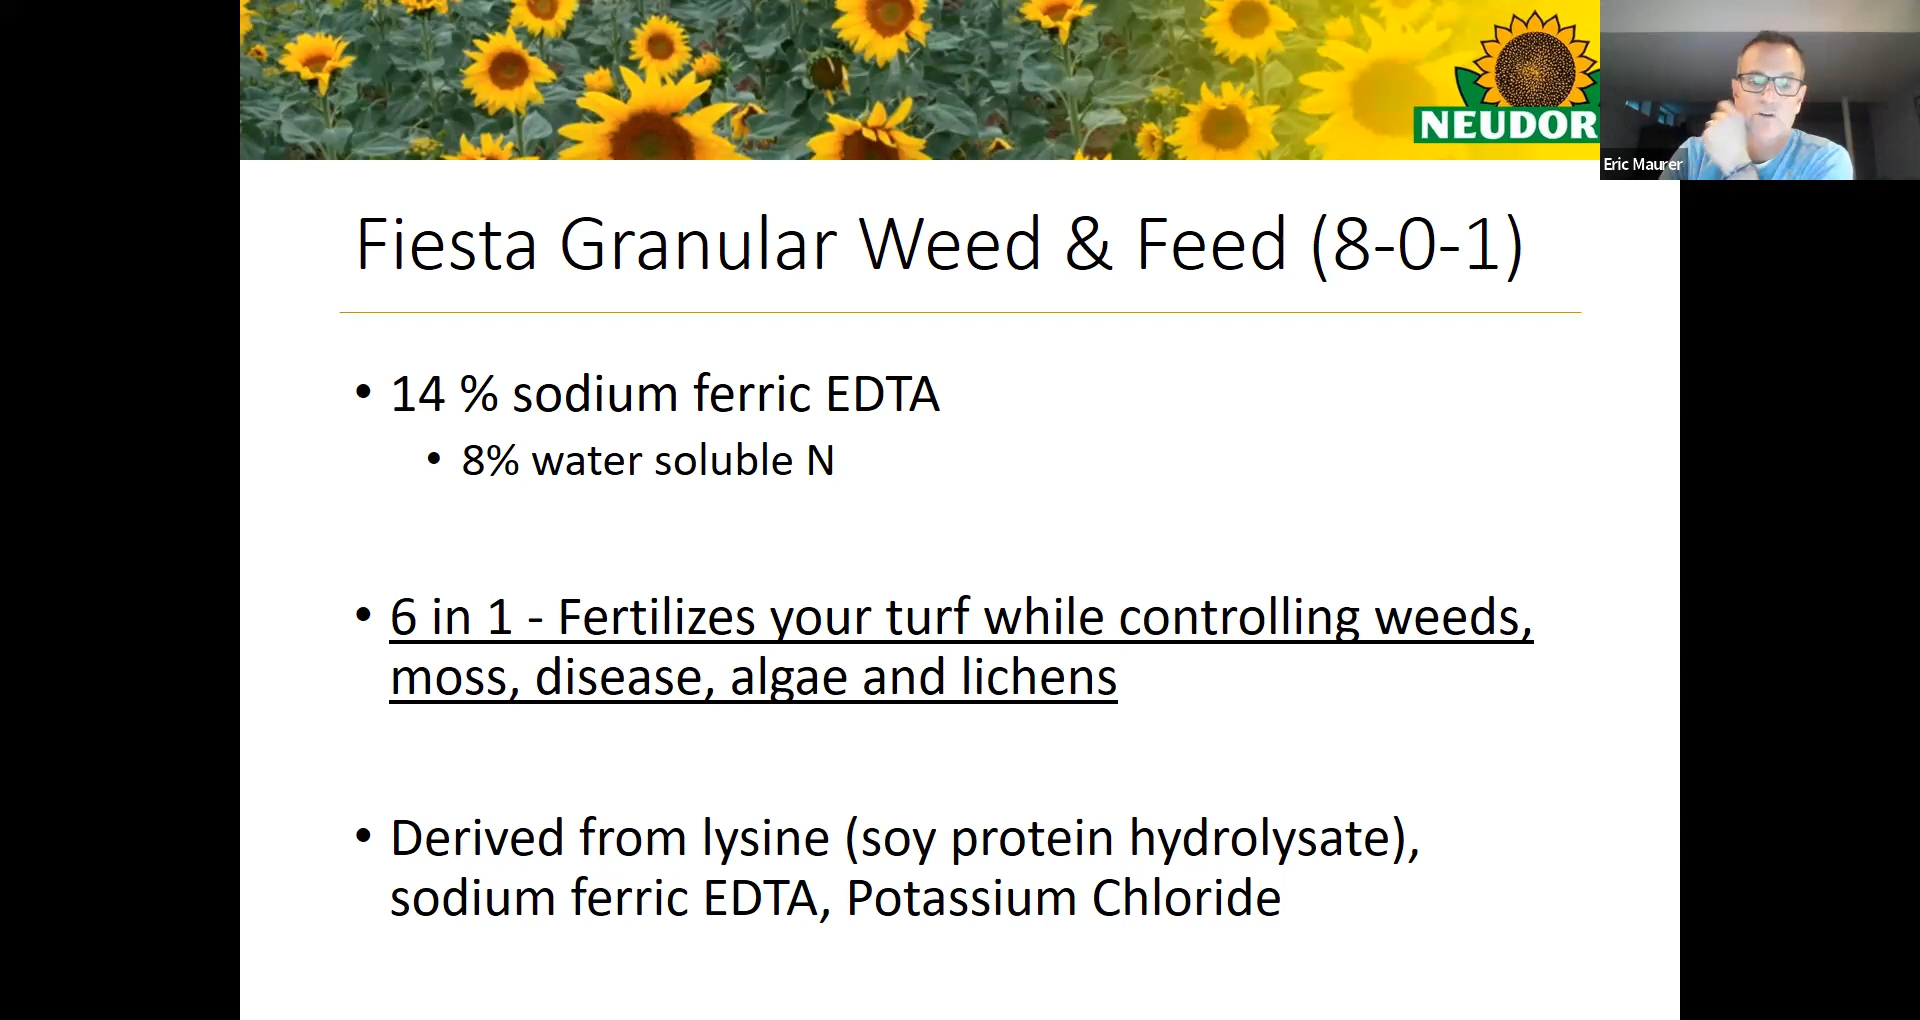 NEUDOR
Eric Maurer
Fiesta Granular Weed & Feed (8-0-1)
• 14 % sodium ferric EDTA
• 8% water soluble N
• 6 in 1 - Fertilizes your turf while controlling weeds,
moss, disease, algae and lichens
• Derived from lysine (soy protein hydrolysate),
sodium ferric EDTA, Potassium Chloride